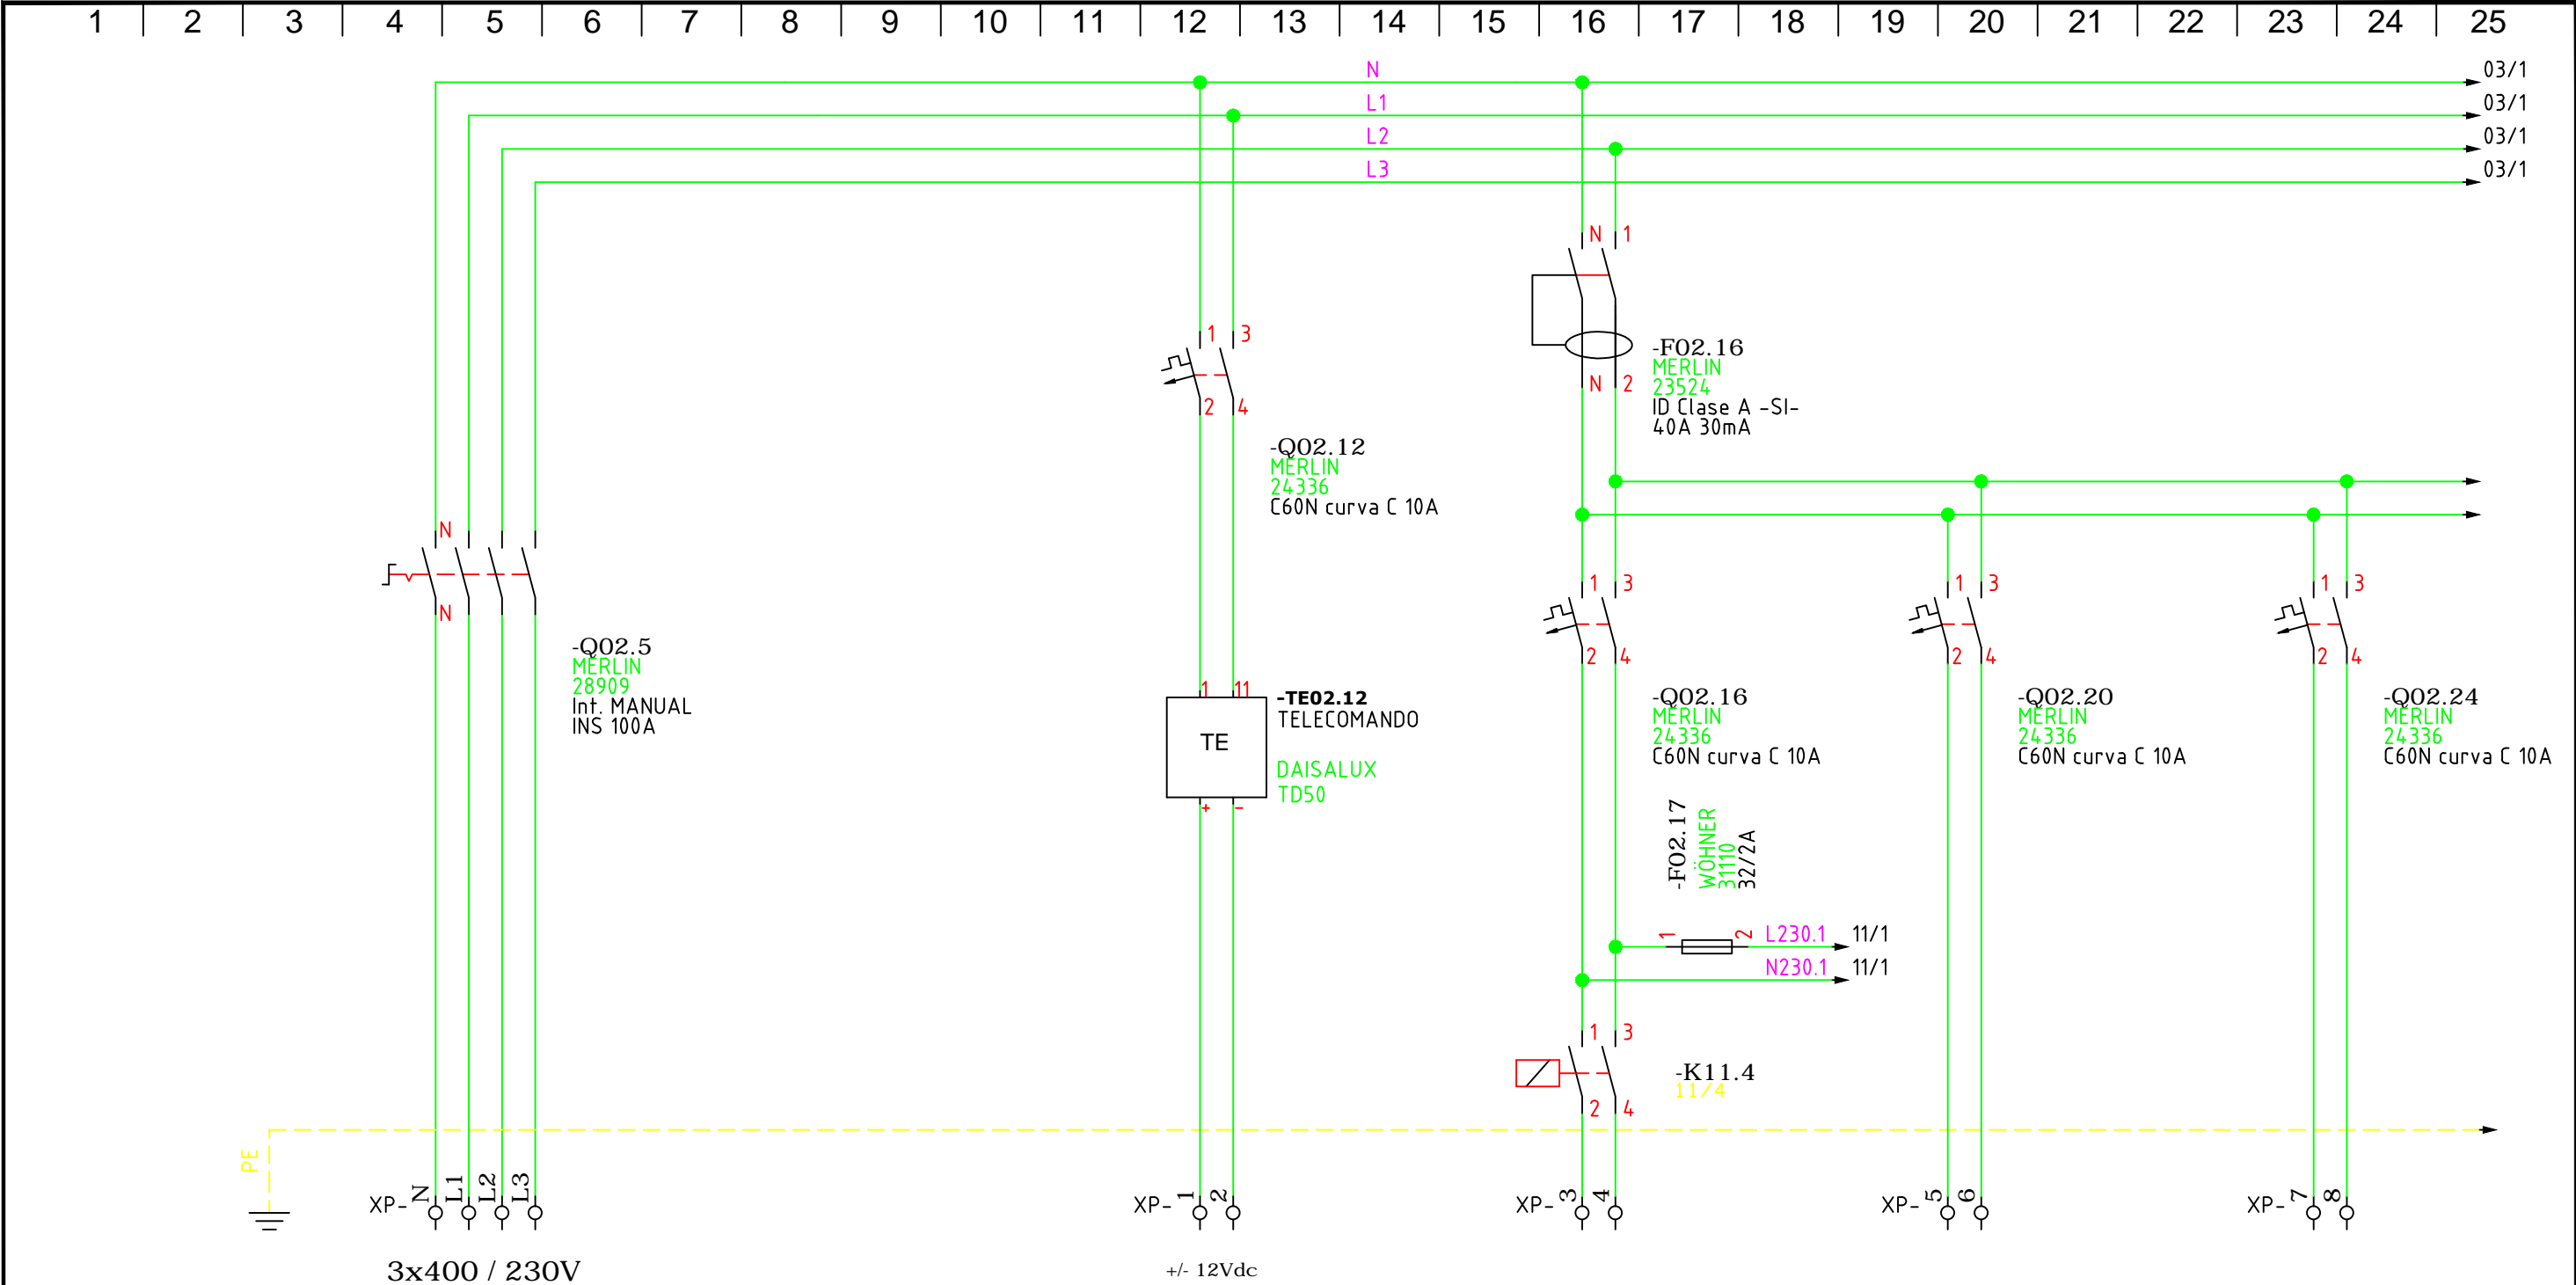 1 2 3 4 5 6 7 8 9 10 11 12 13 14 15 16 17 18 19 20 21 22 23 24 25
N 03/1
L1 03/1
L2 03/1
L3 03/1
N 1
1 3
-F02.16
MERLIN
23524
ID Clase A -SI-
40A 30mA
N 2
2 4
-Q02.12
MERLIN
24336
C60N curva C 10A
N
N
1 3
1 3
1 3
-Q02.5
MERLIN
28909
Int. MANUAL
INS 100A
2 4
2 4
2 4
1 11
-TE02.12
TELECOMANDO
TE
DAISALUX
TD50
+ -
-Q02.16
MERLIN
24336
C60N curva C 10A
-Q02.20
MERLIN
24336
C60N curva C 10A
-Q02.24
MERLIN
24336
C60N curva C 10A
-F02.17
WÖHNER
31110
32/2A
1 2 L230.1 11/1
N230.1 11/1
1 3
-K11.4
11/4
2 4
PE
XP- N L1 L2 L3
XP- 1 2
XP- 3 4
XP- 5 6
XP- 7 8
3x400 / 230V
+/- 12Vdc